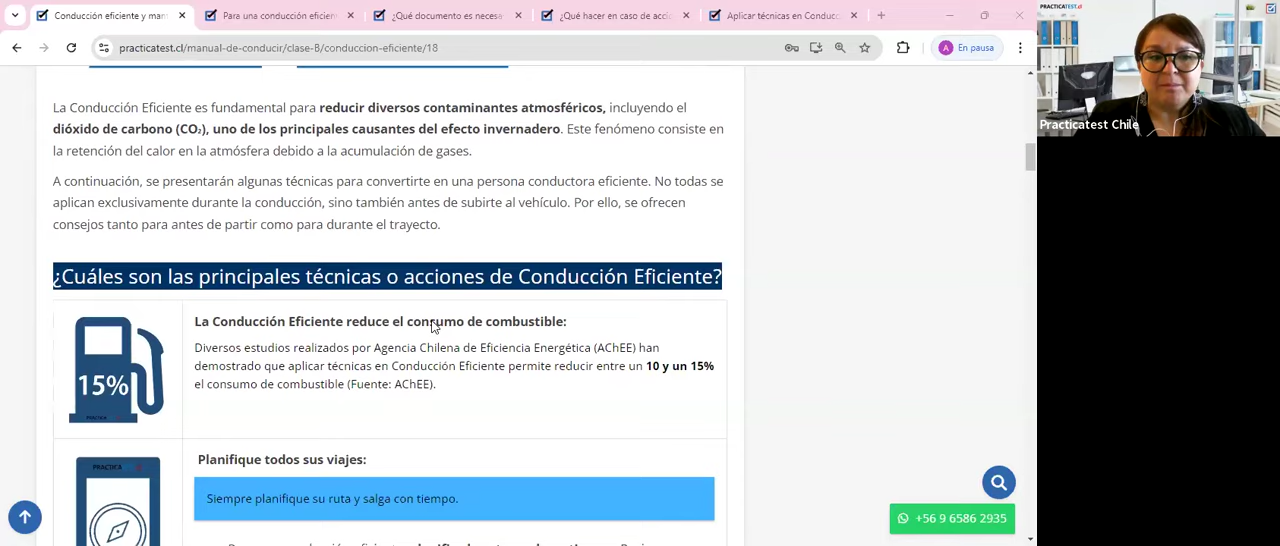 Conducción eficiente y man
Para una conducción eficien
¿Qué documento es necesa
¿Qué hacer en caso de acci
Aplicar técnicas en Conducc
practicatest.cl/manual-de-conducir/clase-B/conduccion-eficiente/18
A
En pausa
PRACTICATEST.cl
Practicatest Chile
La Conducción Eficiente es fundamental para reducir diversos contaminantes atmosféricos, incluyendo el
dióxido de carbono (CO₂), uno de los principales causantes del efecto invernadero. Este fenómeno consiste en
la retención del calor en la atmósfera debido a la acumulación de gases.
A continuación, se presentarán algunas técnicas para convertirte en una persona conductora eficiente. No todas se
aplican exclusivamente durante la conducción, sino también antes de subirte al vehículo. Por ello, se ofrecen
consejos tanto para antes de partir como para durante el trayecto.
¿Cuáles son las principales técnicas o acciones de Conducción Eficiente?
15%
La Conducción Eficiente reduce el consumo de combustible:
Diversos estudios realizados por Agencia Chilena de Eficiencia Energética (AChEE) han
demostrado que aplicar técnicas en Conducción Eficiente permite reducir entre un 10 y un 15%
el consumo de combustible (Fuente: AChEE).
Planifique todos sus viajes:
Siempre planifique su ruta y salga con tiempo.
+56 9 6586 2935